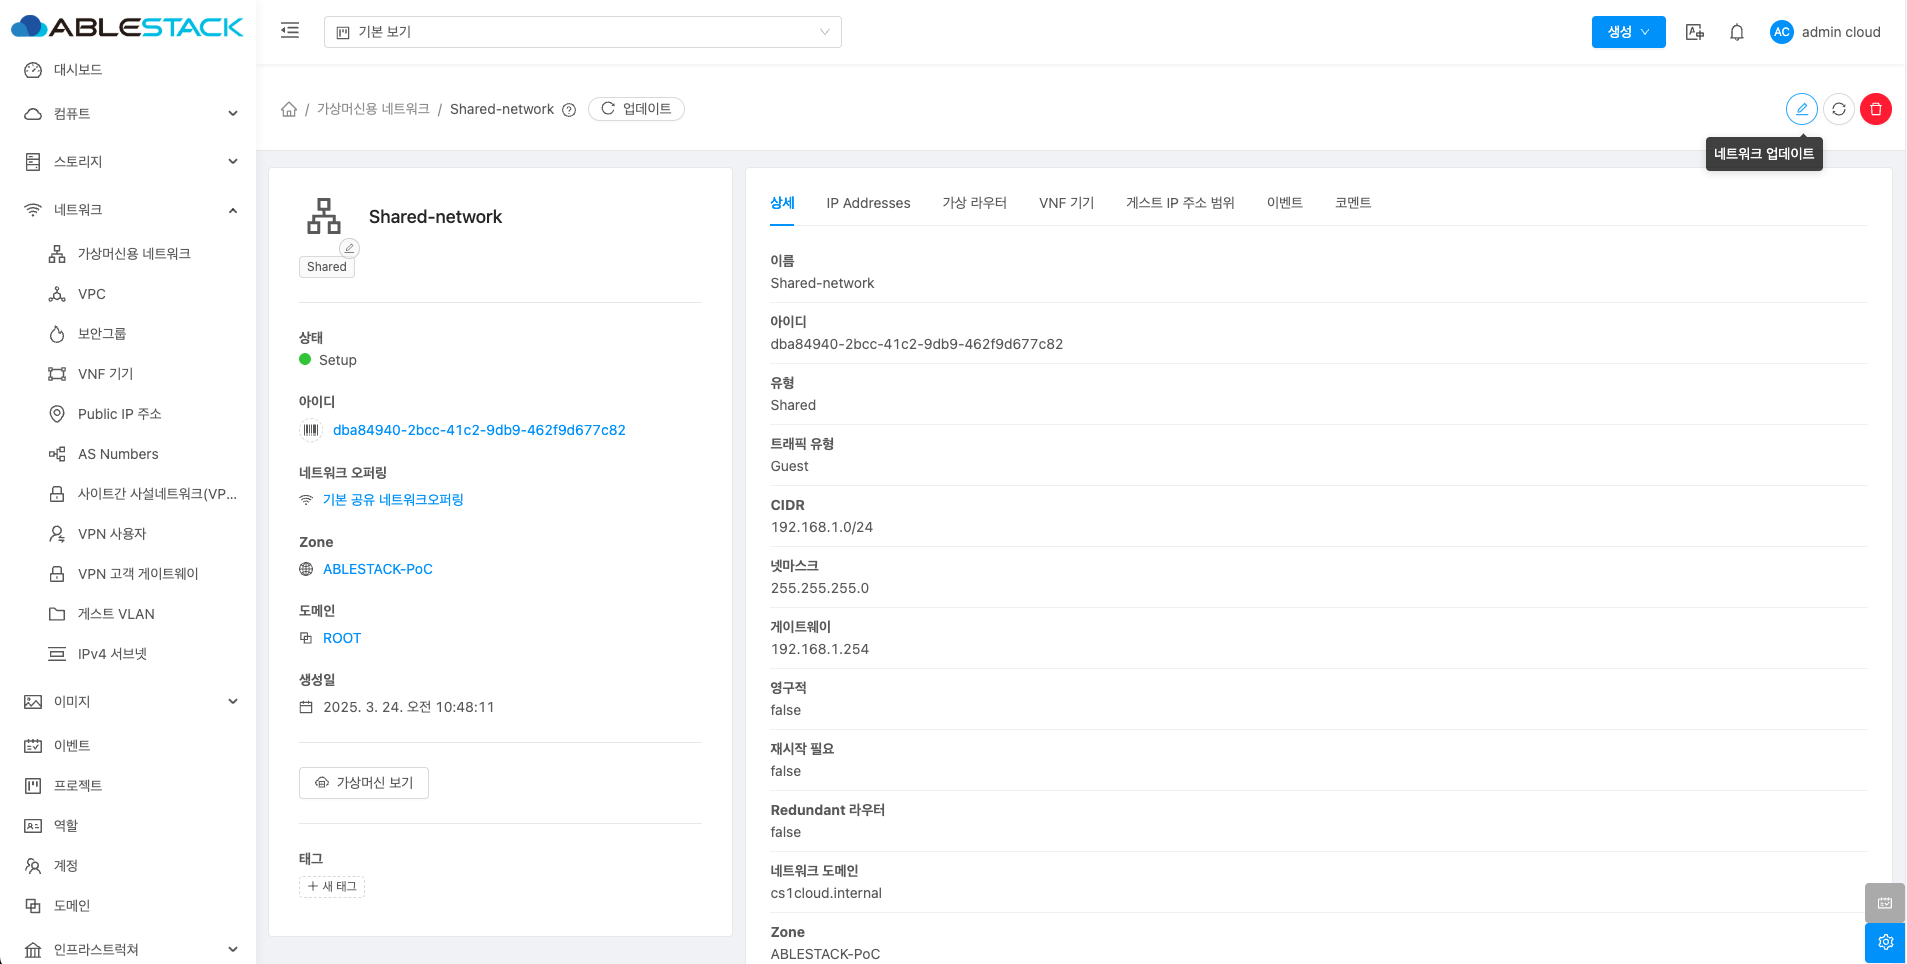 ABLESTACK
기본 보기
생성
AC
admin cloud
대시보드
컴퓨트
스토리지
네트워크
가상머신용 네트워크
VPC
보안그룹
VNF 기기
Public IP 주소
AS Numbers
사이트간 사설네트워크(VP...
VPN 사용자
VPN 고객 게이트웨이
게스트 VLAN
IPv4 서브넷
이미지
이벤트
프로젝트
역할
계정
도메인
인프라스트럭쳐
/ 가상머신용 네트워크 / Shared-network
업데이트
네트워크 업데이트
Shared-network
Shared
상태
Setup
아이디
dba84940-2bcc-41c2-9db9-462f9d677c82
네트워크 오퍼링
기본 공유 네트워크오퍼링
Zone
ABLESTACK-PoC
도메인
ROOT
생성일
2025. 3. 24. 오전 10:48:11
가상머신 보기
태그
+ 새 태그
상세
IP Addresses
가상 라우터
VNF 기기
게스트 IP 주소 범위
이벤트
코멘트
이름
Shared-network
아이디
dba84940-2bcc-41c2-9db9-462f9d677c82
유형
Shared
트래픽 유형
Guest
CIDR
192.168.1.0/24
넷마스크
255.255.255.0
게이트웨이
192.168.1.254
영구적
false
재시작 필요
false
Redundant 라우터
false
네트워크 도메인
cs1cloud.internal
Zone
ABLESTACK-PoC